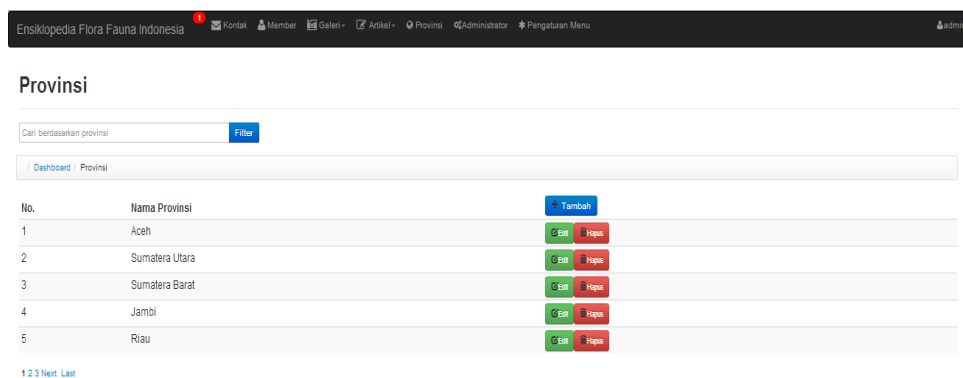 Ensiklopedia Flora Fauna Indonesia 1 Kontak Member Galeri Artikel Provinsi Administrator Pengaturan Menu admin
Provinsi
Cari berdasarkan provinsi Filter
/ Dashboard / Provinsi
No. Nama Provinsi + Tambah
1 Aceh Edit Hapus
2 Sumatera Utara Edit Hapus
3 Sumatera Barat Edit Hapus
4 Jambi Edit Hapus
5 Riau Edit Hapus
1 2 3 Next Last